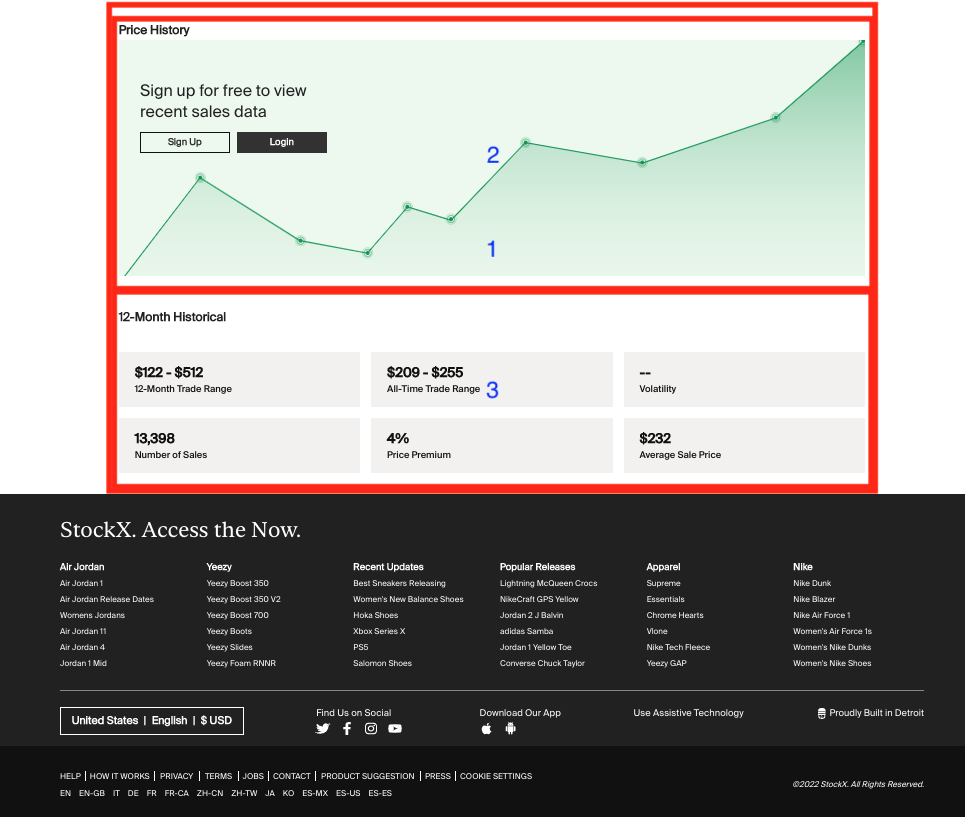 Price History
Sign up for free to view
recent sales data
Sign Up Login
2
1
12-Month Historical
$122 - $512 $209 - $255 --
12-Month Trade Range All-Time Trade Range 3 Volatility
13,398 4% $232
Number of Sales Price Premium Average Sale Price
StockX. Access the Now.
Air Jordan Yeezy Recent Updates Popular Releases Apparel Nike
Air Jordan 1 Yeezy Boost 350 Best Sneakers Releasing Lightning McQueen Crocs Supreme Nike Dunk
Air Jordan Release Dates Yeezy Boost 350 V2 Women's New Balance Shoes NikeCraft GPS Yellow Essentials Nike Blazer
Womens Jordans Yeezy Boost 700 Hoka Shoes Jordan 2 J Balvin Chrome Hearts Nike Air Force 1
Air Jordan 11 Yeezy Boots Xbox Series X adidas Samba Vlone Women's Air Force 1s
Air Jordan 4 Yeezy Slides PS5 Jordan 1 Yellow Toe Nike Tech Fleece Women's Nike Dunks
Jordan 1 Mid Yeezy Foam RNNR Salomon Shoes Converse Chuck Taylor Yeezy GAP Women's Nike Shoes
United States | English | $ USD Find Us on Social Download Our App Use Assistive Technology Proudly Built in Detroit
HELP | HOW IT WORKS | PRIVACY | TERMS | JOBS | CONTACT | PRODUCT SUGGESTION | PRESS | COOKIE SETTINGS
EN EN-GB IT DE FR FR-CA ZH-CN ZH-TW JA KO ES-MX ES-US ES-ES
©2022 StockX. All Rights Reserved.